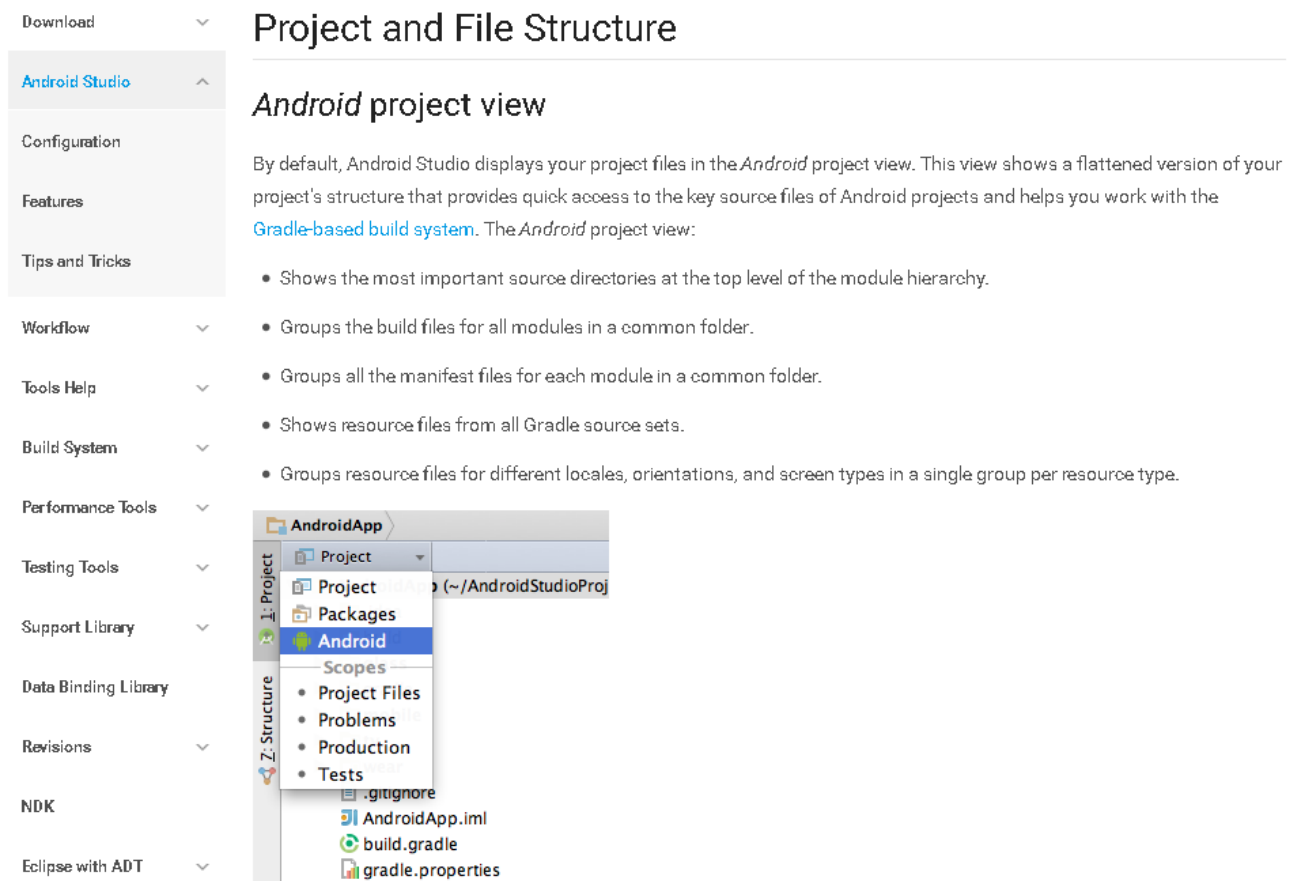 Download
Android Studio
Configuration
Features
Tips and Tricks
Workflow
Tools Help
Build System
Performance Tools
Testing Tools
Support Library
Data Binding Library
Revisions
NDK
Eclipse with ADT
Project and File Structure
Android project view
By default, Android Studio displays your project files in the Android project view. This view shows a flattened version of your
project's structure that provides quick access to the key source files of Android projects and helps you work with the
Gradle-based build system. The Android project view:
• Shows the most important source directories at the top level of the module hierarchy.
• Groups the build files for all modules in a common folder.
• Groups all the manifest files for each module in a common folder.
• Shows resource files from all Gradle source sets.
• Groups resource files for different locales, orientations, and screen types in a single group per resource type.
AndroidApp
1: Project
Z: Structure
Project
(~/AndroidStudioProj
Project
Packages
Android
Scopes
• Project Files
• Problems
• Production
• Tests
.gitignore
AndroidApp.iml
build.gradle
gradle.properties